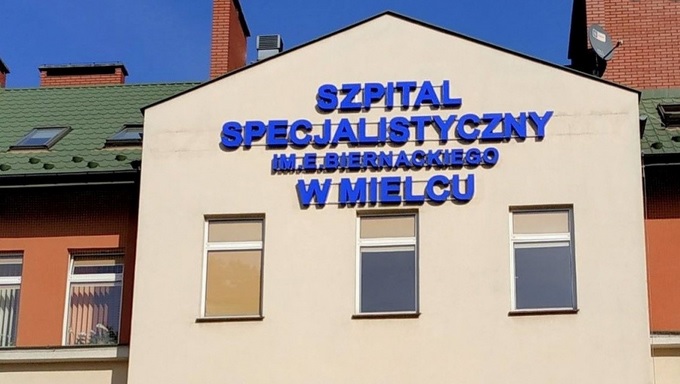 SZPITAL
SPECJALISTYCZNY
IM.E.BIERNACKIEGO
W MIELCU